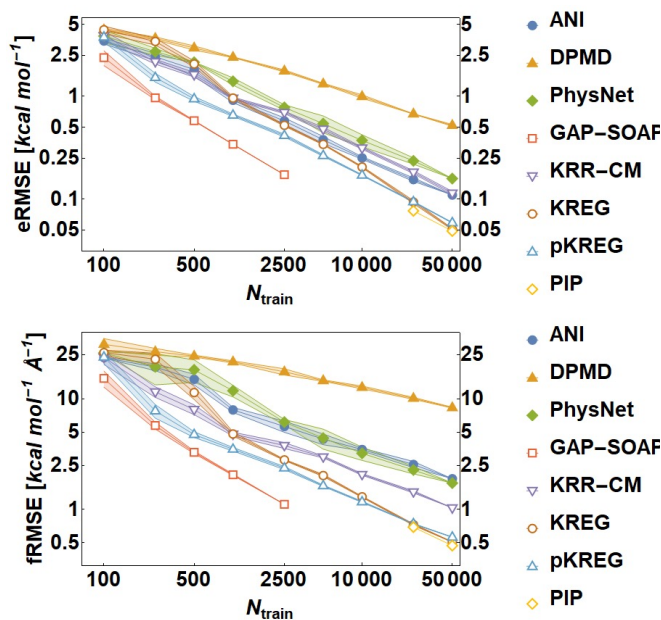 eRMSE [kcal mol⁻¹]
5
2.5
1
0.5
0.25
0.1
0.05
5
2.5
1
0.5
0.25
0.1
0.05
100 500 2500 10 000 50 000
N_train
ANI
DPMD
PhysNet
GAP–SOAP
KRR–CM
KREG
pKREG
PIP
fRMSE [kcal mol⁻¹ Å⁻¹]
25
10
5
2.5
1
0.5
25
10
5
2.5
1
0.5
100 500 2500 10 000 50 000
N_train
ANI
DPMD
PhysNet
GAP–SOAP
KRR–CM
KREG
pKREG
PIP